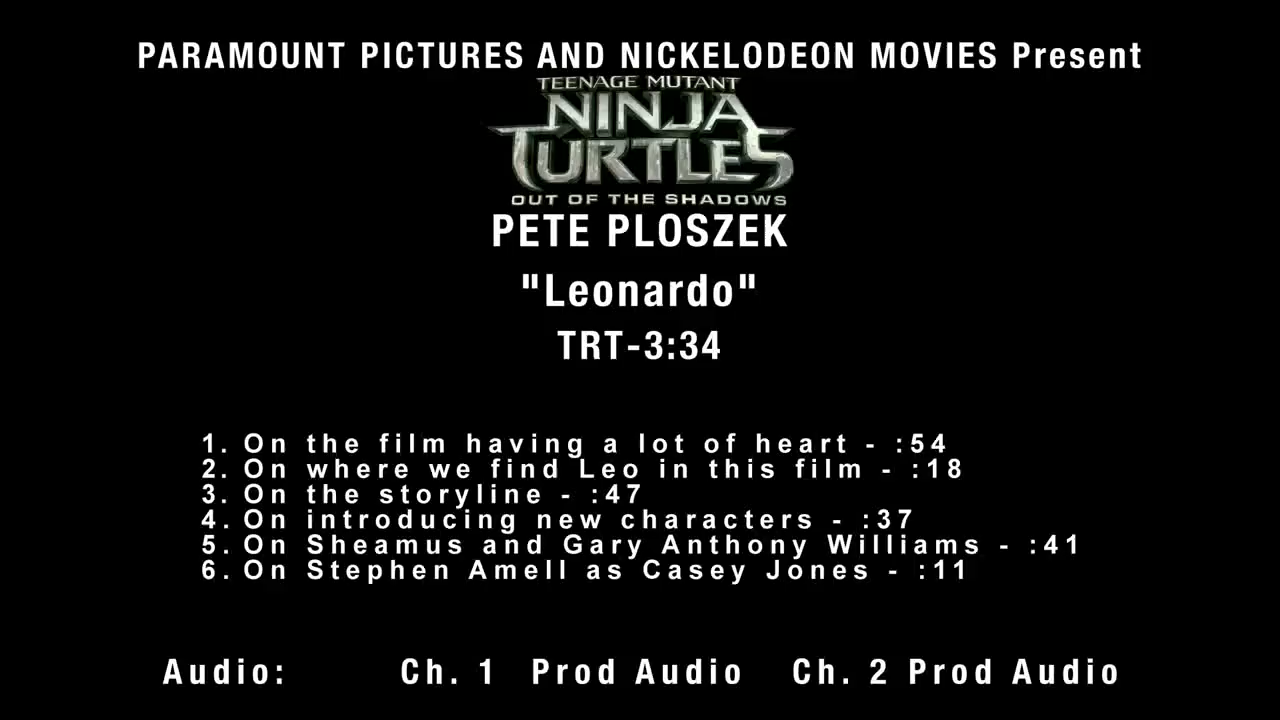 PARAMOUNT PICTURES AND NICKELODEON MOVIES Present
TEENAGE MUTANT
NINJA
TURTLES
OUT OF THE SHADOWS
PETE PLOSZEK
"Leonardo"
TRT-3:34
1. On the film having a lot of heart - :54
2. On where we find Leo in this film - :18
3. On the storyline - :47
4. On introducing new characters - :37
5. On Sheamus and Gary Anthony Williams - :41
6. On Stephen Amell as Casey Jones - :11
Audio: Ch. 1 Prod Audio Ch. 2 Prod Audio